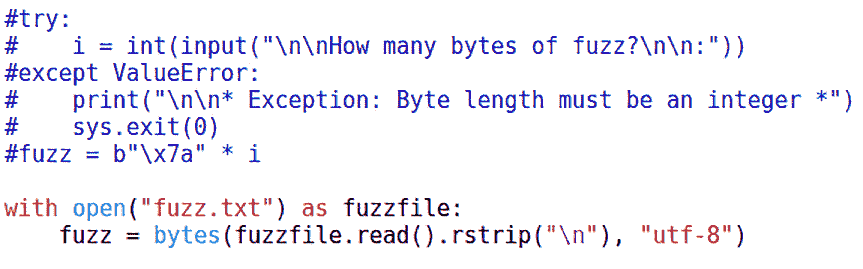 #try:
#    i = int(input("\n\nHow many bytes of fuzz?\n\n:"))
#except ValueError:
#    print("\n\n* Exception: Byte length must be an integer *")
#    sys.exit(0)
#fuzz = b"\x7a" * i

with open("fuzz.txt") as fuzzfile:
    fuzz = bytes(fuzzfile.read().rstrip("\n"), "utf-8")